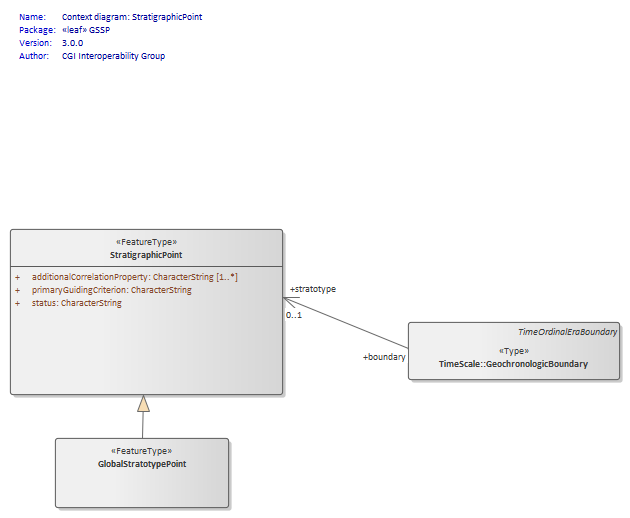 Name: Context diagram: StratigraphicPoint
Package: «leaf» GSSP
Version: 3.0.0
Author: CGI Interoperability Group
«FeatureType»
StratigraphicPoint
+ additionalCorrelationProperty: CharacterString [1..*]
+ primaryGuidingCriterion: CharacterString
+ status: CharacterString
+stratotype
0..1
+boundary
TimeOrdinalEraBoundary
«Type»
TimeScale::GeochronologicBoundary
«FeatureType»
GlobalStratotypePoint